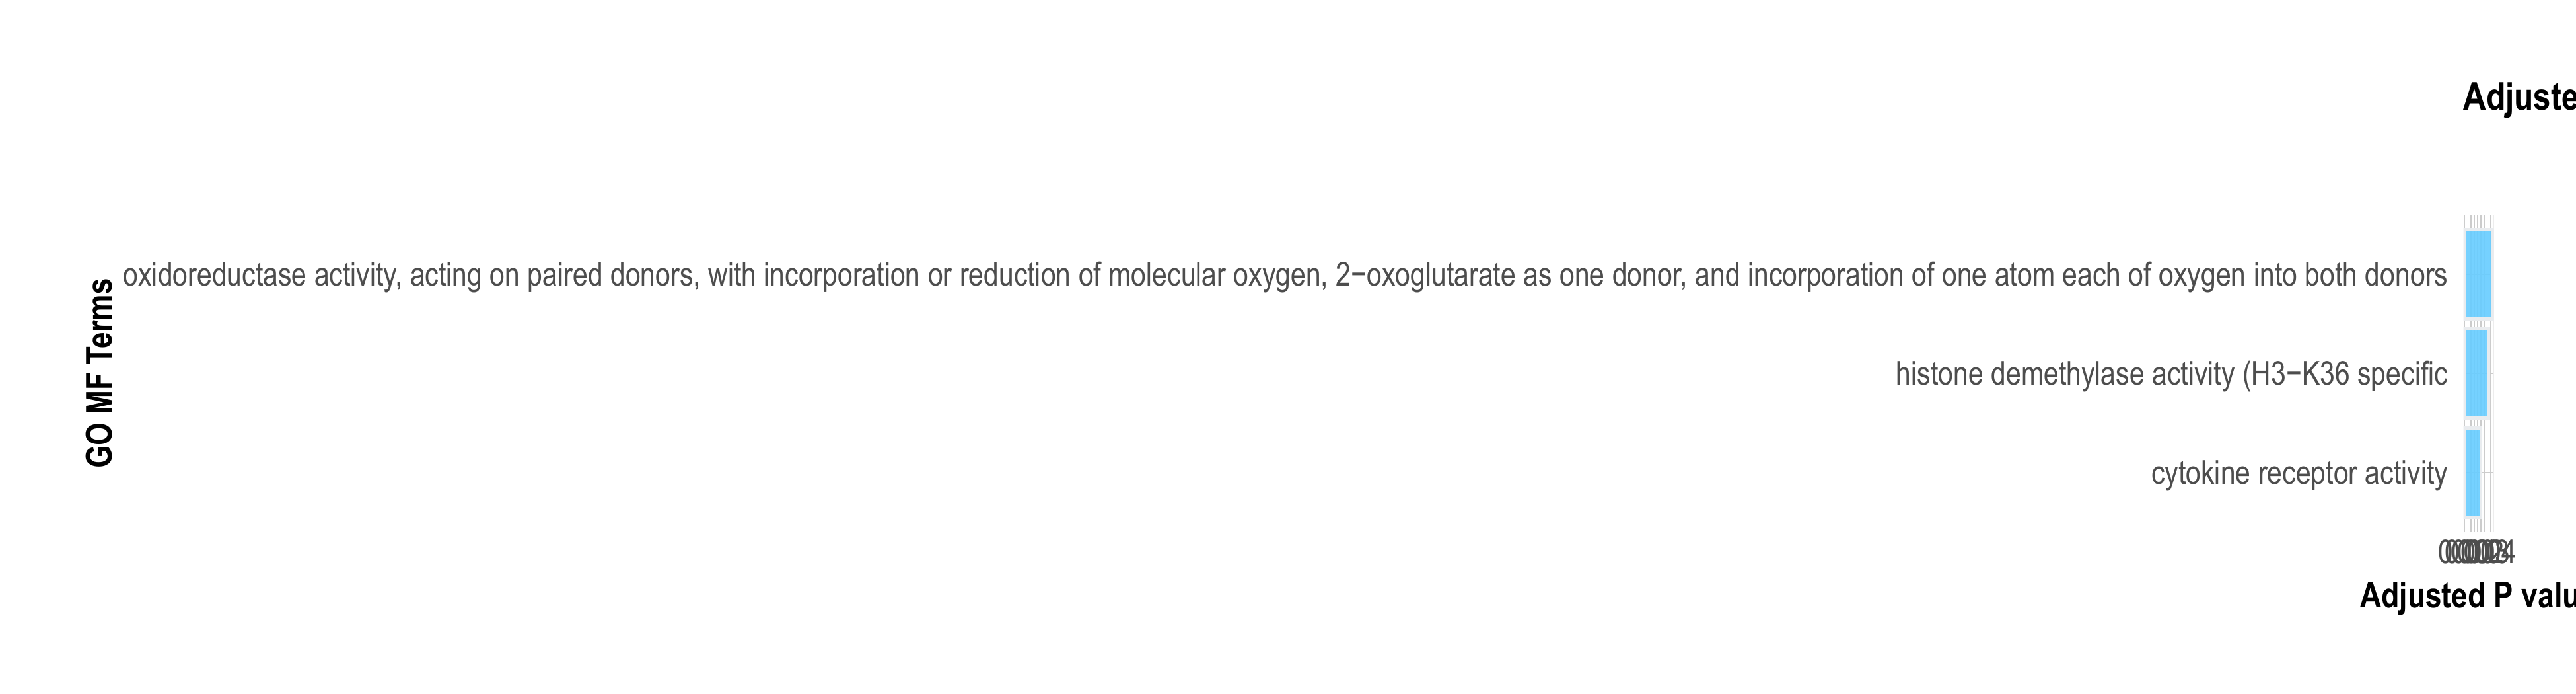 Adjuste
GO MF Terms
oxidoreductase activity, acting on paired donors, with incorporation or reduction of molecular oxygen, 2−oxoglutarate as one donor, and incorporation of one atom each of oxygen into both donors
histone demethylase activity (H3−K36 specific
cytokine receptor activity
Adjusted P valu